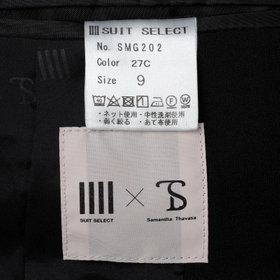 SUIT SELECT
No. SMG202
Color 27C
Size 9
・ネット使用・中性洗剤使用
・弱く絞る・あて布使用
SUIT SELECT × TS
Samantha Thavasa